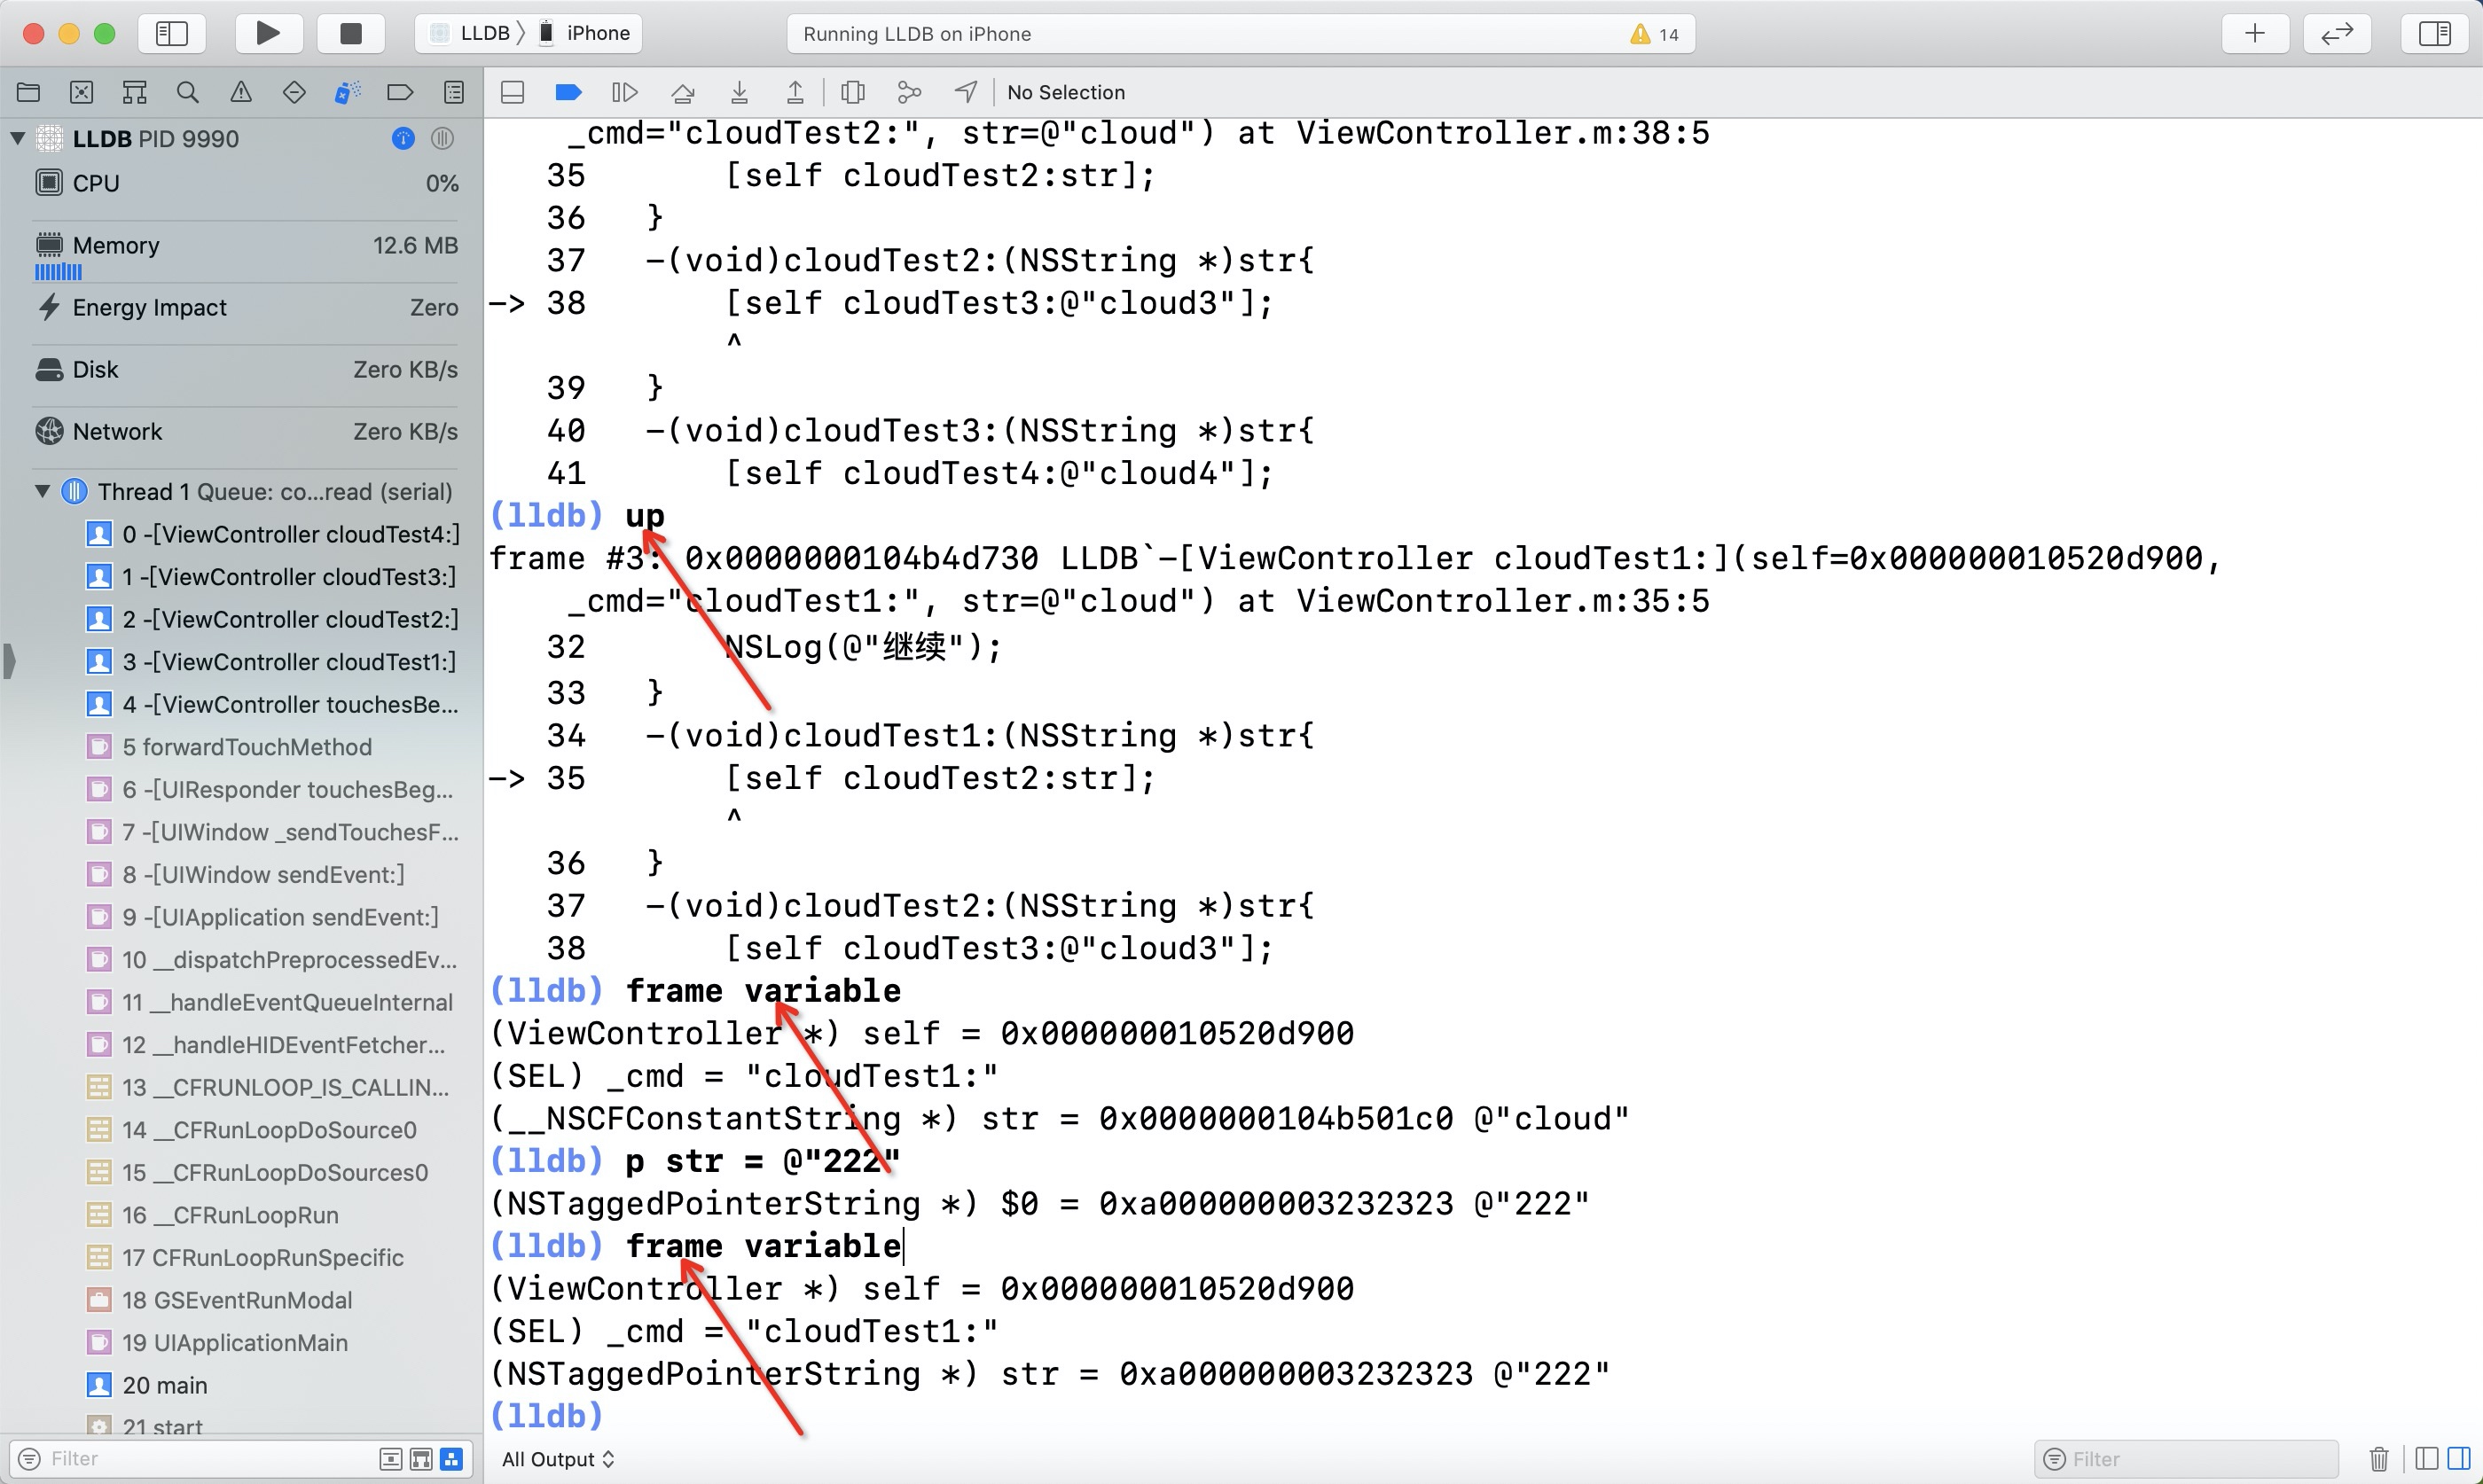 LLDB 〉 iPhone
Running LLDB on iPhone
14
No Selection
LLDB PID 9990
CPU 0%
Memory 12.6 MB
Energy Impact Zero
Disk Zero KB/s
Network Zero KB/s
Thread 1 Queue: co...read (serial)
0 -[ViewController cloudTest4:]
1 -[ViewController cloudTest3:]
2 -[ViewController cloudTest2:]
3 -[ViewController cloudTest1:]
4 -[ViewController touchesBe...
5 forwardTouchMethod
6 -[UIResponder touchesBeg...
7 -[UIWindow _sendTouchesF...
8 -[UIWindow sendEvent:]
9 -[UIApplication sendEvent:]
10 __dispatchPreprocessedEv...
11 __handleEventQueueInternal
12 __handleHIDEventFetcher...
13 __CFRUNLOOP_IS_CALLIN...
14 __CFRunLoopDoSource0
15 __CFRunLoopDoSources0
16 __CFRunLoopRun
17 CFRunLoopRunSpecific
18 GSEventRunModal
19 UIApplicationMain
20 main
21 start
Filter
_cmd="cloudTest2:", str=@"cloud") at ViewController.m:38:5
35 [self cloudTest2:str];
36 }
37 -(void)cloudTest2:(NSString *)str{
-> 38 [self cloudTest3:@"cloud3"];
^
39 }
40 -(void)cloudTest3:(NSString *)str{
41 [self cloudTest4:@"cloud4"];
(lldb) up
frame #3: 0x0000000104b4d730 LLDB`-[ViewController cloudTest1:](self=0x000000010520d900,
_cmd="cloudTest1:", str=@"cloud") at ViewController.m:35:5
32 NSLog(@"继续");
33 }
34 -(void)cloudTest1:(NSString *)str{
-> 35 [self cloudTest2:str];
^
36 }
37 -(void)cloudTest2:(NSString *)str{
38 [self cloudTest3:@"cloud3"];
(lldb) frame variable
(ViewController *) self = 0x000000010520d900
(SEL) _cmd = "cloudTest1:"
(__NSCFConstantString *) str = 0x0000000104b501c0 @"cloud"
(lldb) p str = @"222"
(NSTaggedPointerString *) $0 = 0xa000000003232323 @"222"
(lldb) frame variable
(ViewController *) self = 0x000000010520d900
(SEL) _cmd = "cloudTest1:"
(NSTaggedPointerString *) str = 0xa000000003232323 @"222"
(lldb)
All Output
Filter